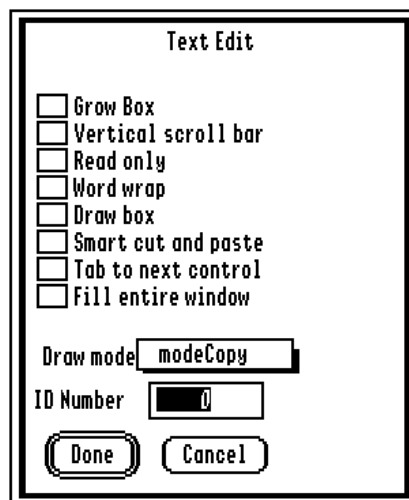 Text Edit
Grow Box
Vertical scroll bar
Read only
Word wrap
Draw box
Smart cut and paste
Tab to next control
Fill entire window
Draw mode modeCopy
ID Number 0
Done Cancel